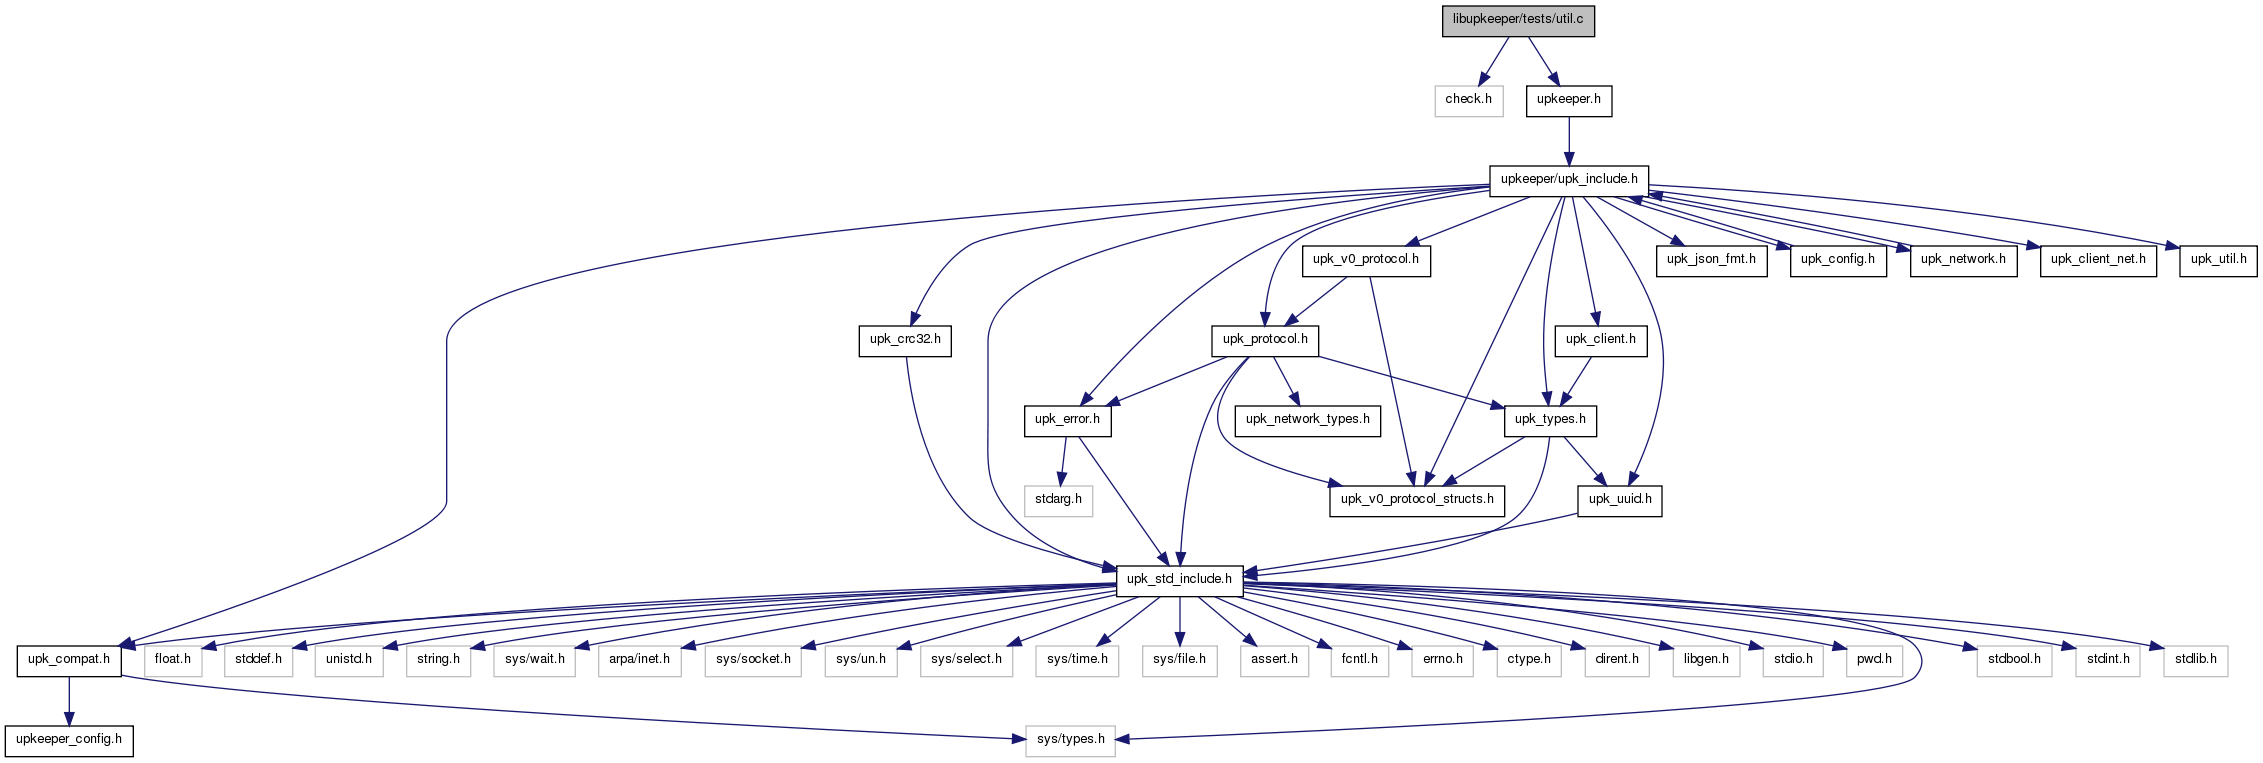 libupkeeper/tests/util.c
check.h
upkeeper.h
upkeeper/upk_include.h
upk_v0_protocol.h
upk_json_fmt.h
upk_config.h
upk_network.h
upk_client_net.h
upk_util.h
upk_crc32.h
upk_protocol.h
upk_client.h
upk_error.h
upk_network_types.h
upk_types.h
stdarg.h
upk_v0_protocol_structs.h
upk_uuid.h
upk_std_include.h
upk_compat.h
float.h
stddef.h
unistd.h
string.h
sys/wait.h
arpa/inet.h
sys/socket.h
sys/un.h
sys/select.h
sys/time.h
sys/file.h
assert.h
fcntl.h
errno.h
ctype.h
dirent.h
libgen.h
stdio.h
pwd.h
stdbool.h
stdint.h
stdlib.h
upkeeper_config.h
sys/types.h